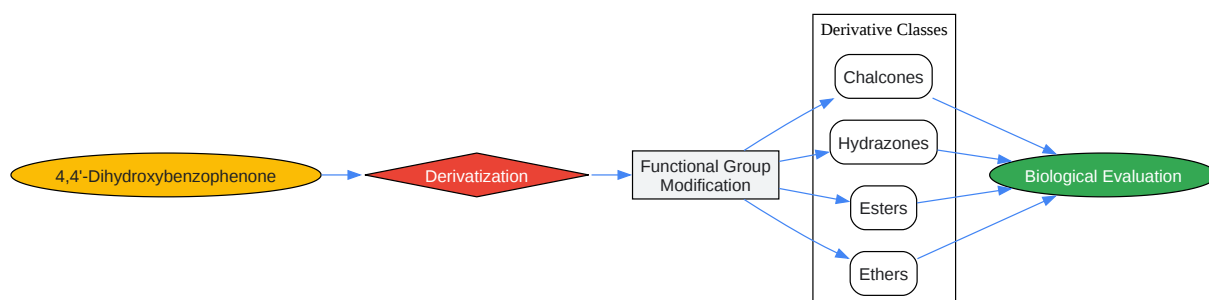 4,4'-Dihydroxybenzophenone
Derivatization
Functional Group
Modification
Derivative Classes
Chalcones
Hydrazones
Esters
Ethers
Biological Evaluation